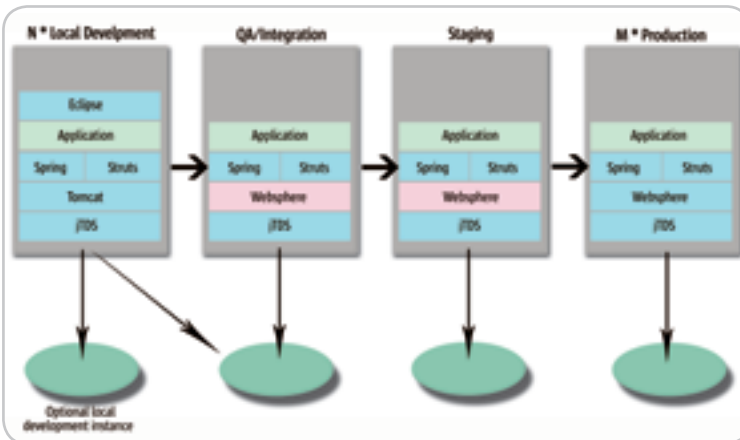 N * Local Develpment
QA/Integration
Staging
M * Production
Eclipse
Application
Spring Struts
Tomcat
jTDS
Application
Spring Struts
Websphere
jTDS
Application
Spring Struts
Websphere
jTDS
Application
Spring Struts
Websphere
jTDS
Optional local
development instance